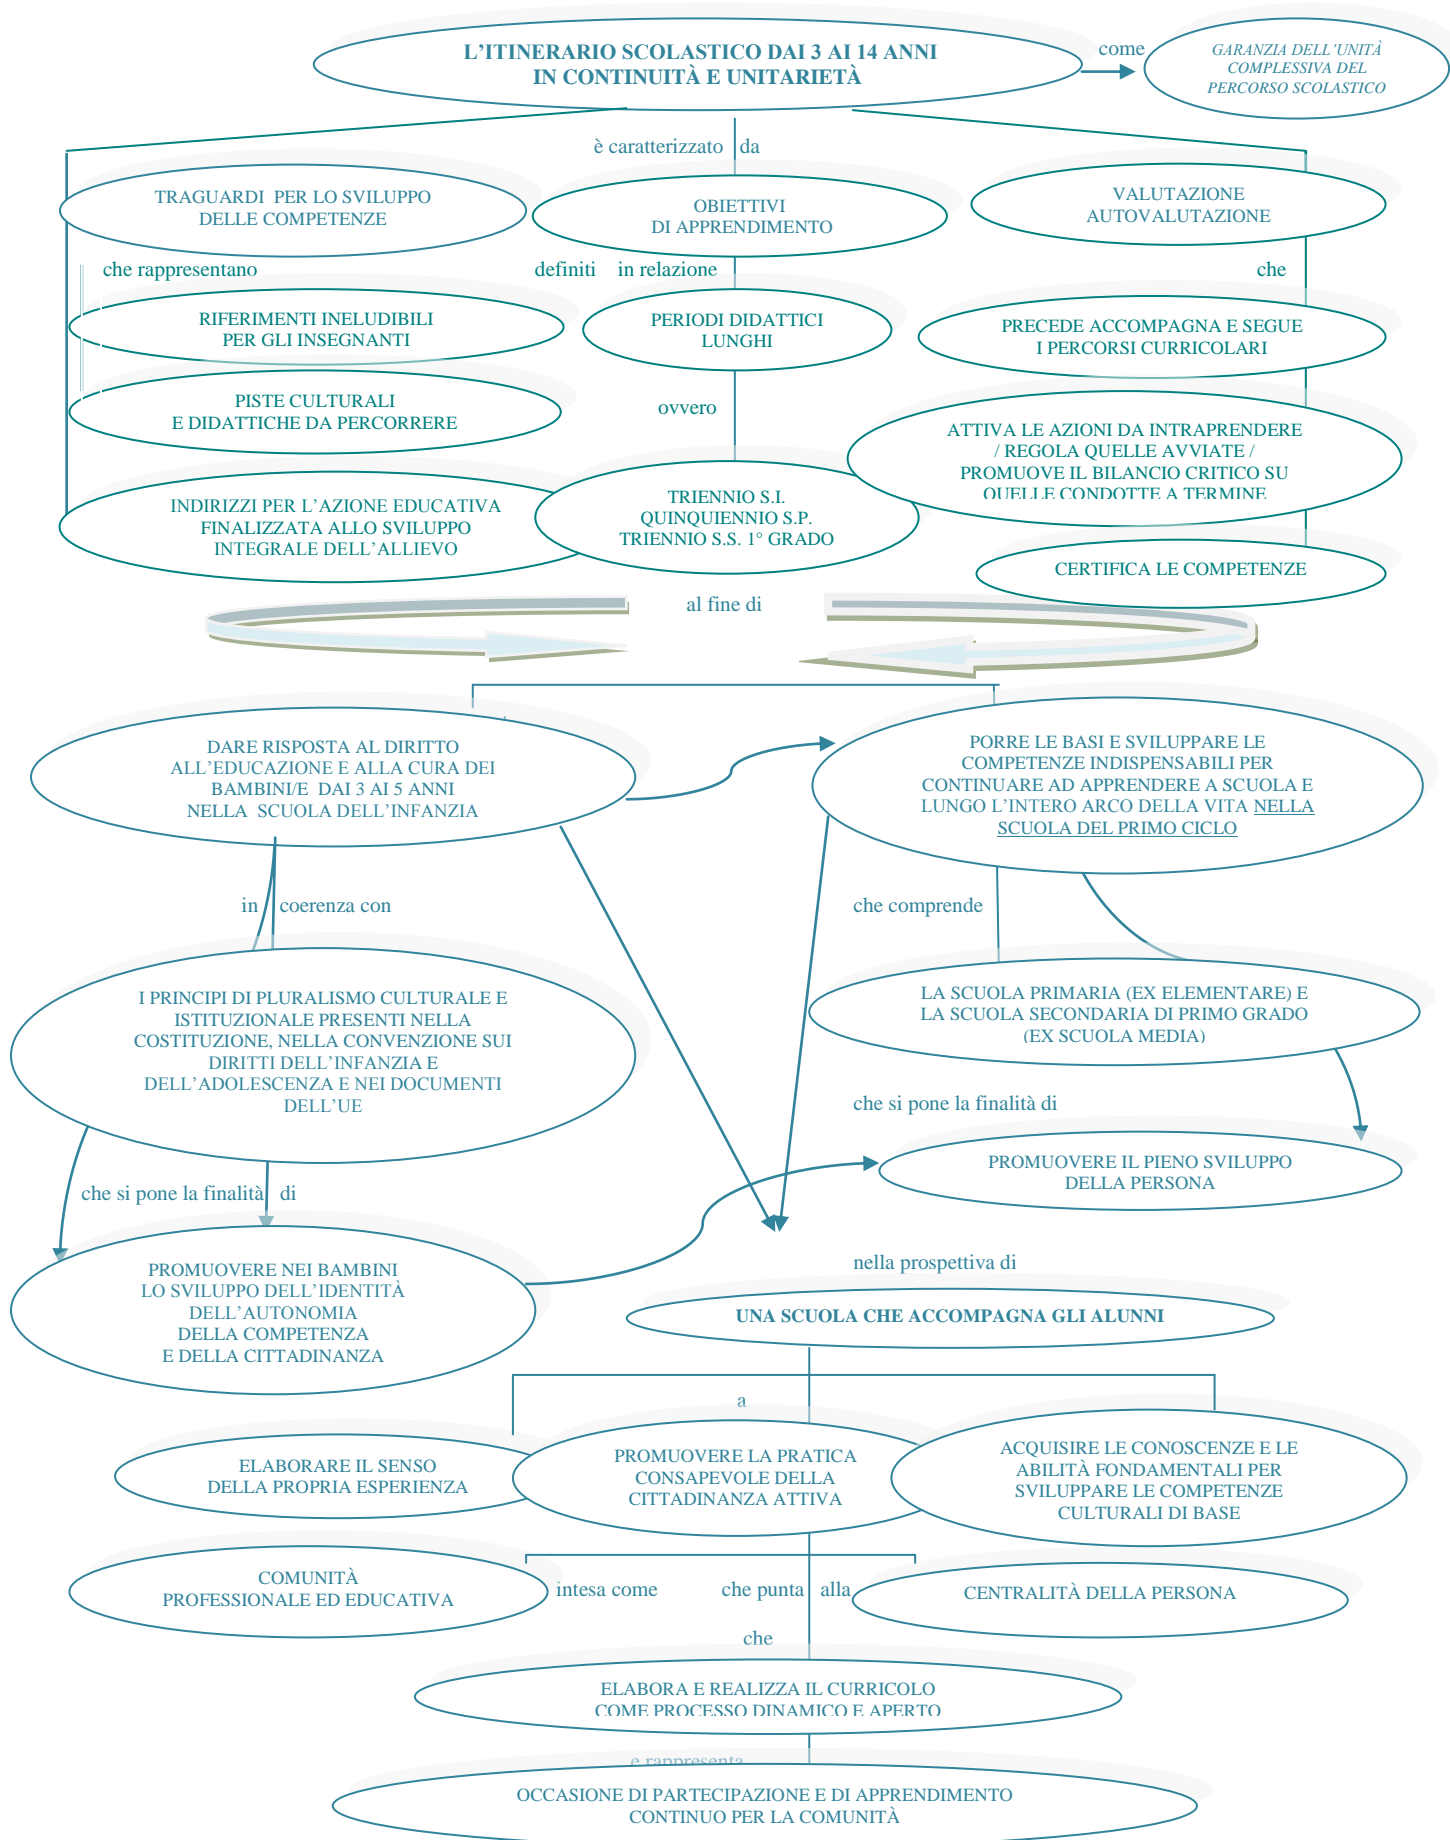 L'ITINERARIO SCOLASTICO DAI 3 AI 14 ANNI
IN CONTINUITÀ E UNITARIETÀ
come
GARANZIA DELL'UNITÀ
COMPLESSIVA DEL
PERCORSO SCOLASTICO
è caratterizzato da
TRAGUARDI PER LO SVILUPPO
DELLE COMPETENZE
OBIETTIVI
DI APPRENDIMENTO
VALUTAZIONE
AUTOVALUTAZIONE
che rappresentano
definiti in relazione
che
RIFERIMENTI INELUDIBILI
PER GLI INSEGNANTI
PERIODI DIDATTICI
LUNGHI
PRECEDE ACCOMPAGNA E SEGUE
I PERCORSI CURRICOLARI
PISTE CULTURALI
E DIDATTICHE DA PERCORRERE
ovvero
ATTIVA LE AZIONI DA INTRAPRENDERE
/ REGOLA QUELLE AVVIATE /
PROMUOVE IL BILANCIO CRITICO SU
QUELLE CONDOTTE A TERMINE
INDIRIZZI PER L'AZIONE EDUCATIVA
FINALIZZATA ALLO SVILUPPO
INTEGRALE DELL'ALLIEVO
TRIENNIO S.I.
QUINQUIENNIO S.P.
TRIENNIO S.S. 1° GRADO
CERTIFICA LE COMPETENZE
al fine di
DARE RISPOSTA AL DIRITTO
ALL'EDUCAZIONE E ALLA CURA DEI
BAMBINI/E DAI 3 AI 5 ANNI
NELLA SCUOLA DELL'INFANZIA
PORRE LE BASI E SVILUPPARE LE
COMPETENZE INDISPENSABILI PER
CONTINUARE AD APPRENDERE A SCUOLA E
LUNGO L'INTERO ARCO DELLA VITA NELLA
SCUOLA DEL PRIMO CICLO
in coerenza con
che comprende
I PRINCIPI DI PLURALISMO CULTURALE E
ISTITUZIONALE PRESENTI NELLA
COSTITUZIONE, NELLA CONVENZIONE SUI
DIRITTI DELL'INFANZIA E
DELL'ADOLESCENZA E NEI DOCUMENTI
DELL'UE
LA SCUOLA PRIMARIA (EX ELEMENTARE) E
LA SCUOLA SECONDARIA DI PRIMO GRADO
(EX SCUOLA MEDIA)
che si pone la finalità di
PROMUOVERE IL PIENO SVILUPPO
DELLA PERSONA
che si pone la finalità di
PROMUOVERE NEI BAMBINI
LO SVILUPPO DELL'IDENTITÀ
DELL'AUTONOMIA
DELLA COMPETENZA
E DELLA CITTADINANZA
nella prospettiva di
UNA SCUOLA CHE ACCOMPAGNA GLI ALUNNI
a
ELABORARE IL SENSO
DELLA PROPRIA ESPERIENZA
PROMUOVERE LA PRATICA
CONSAPEVOLE DELLA
CITTADINANZA ATTIVA
ACQUISIRE LE CONOSCENZE E LE
ABILITÀ FONDAMENTALI PER
SVILUPPARE LE COMPETENZE
CULTURALI DI BASE
COMUNITÀ
PROFESSIONALE ED EDUCATIVA
intesa come
che punta alla
CENTRALITÀ DELLA PERSONA
che
ELABORA E REALIZZA IL CURRICOLO
COME PROCESSO DINAMICO E APERTO
e rappresenta
OCCASIONE DI PARTECIPAZIONE E DI APPRENDIMENTO
CONTINUO PER LA COMUNITÀ